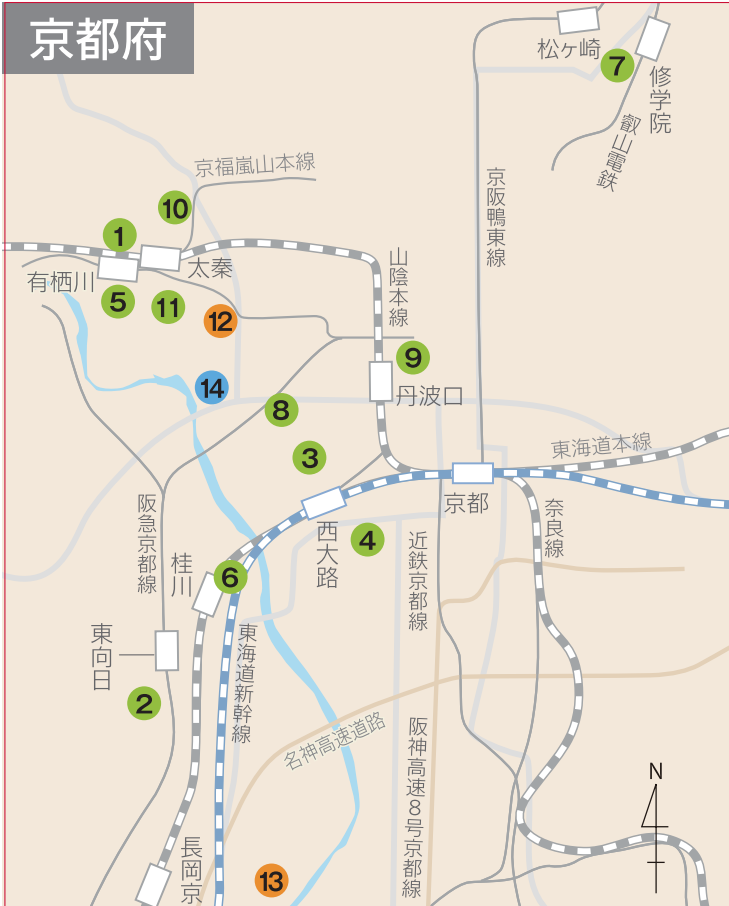 京都府
松ヶ崎
7
修学院
叡山電鉄
京福嵐山本線
京阪鴨東線
10
1
太秦
有栖川
山陰本線
5
11
12
9
14
丹波口
8
3
東海道本線
京都
阪急京都線
桂川
西大路
4
近鉄京都線
奈良線
6
東向日
東海道新幹線
2
名神高速道路
阪神高速8号京都線
N
長岡京
13